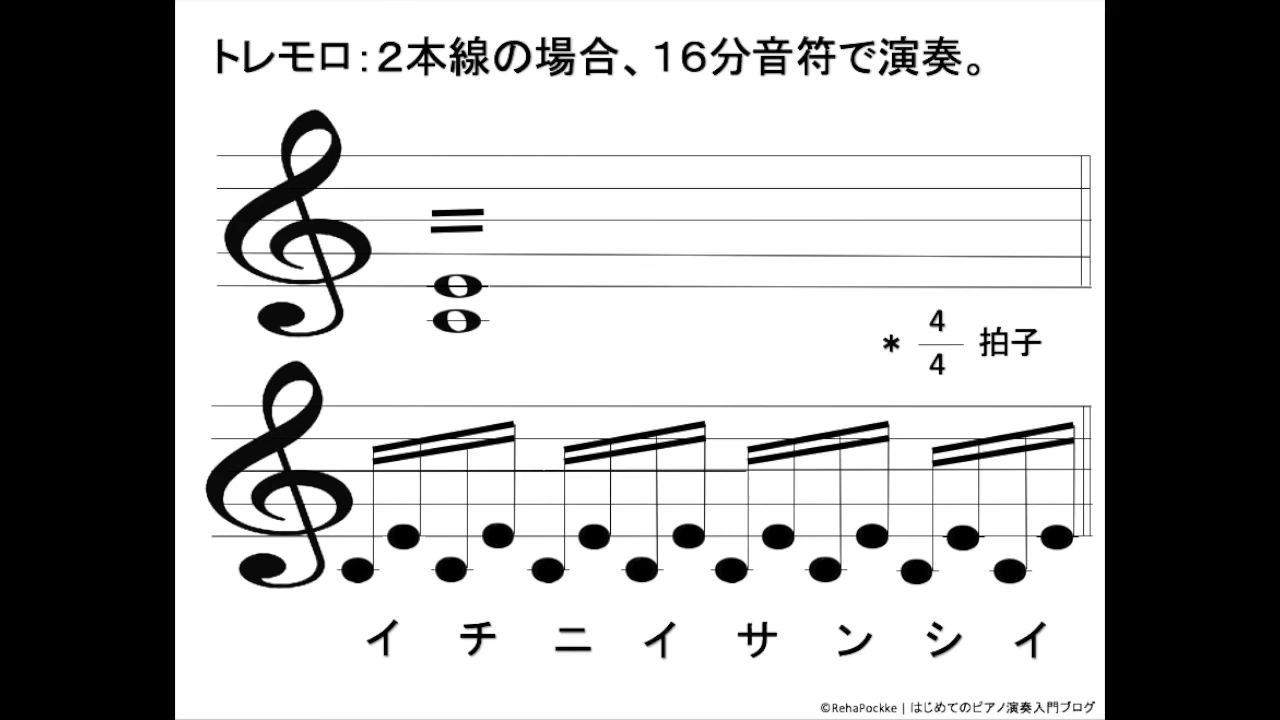 トレモロ：２本線の場合、１６分音符で演奏。
* 4/4 拍子
イ チ ニ イ サ ン シ イ
©RehaPockke | はじめてのピアノ演奏入門ブログ